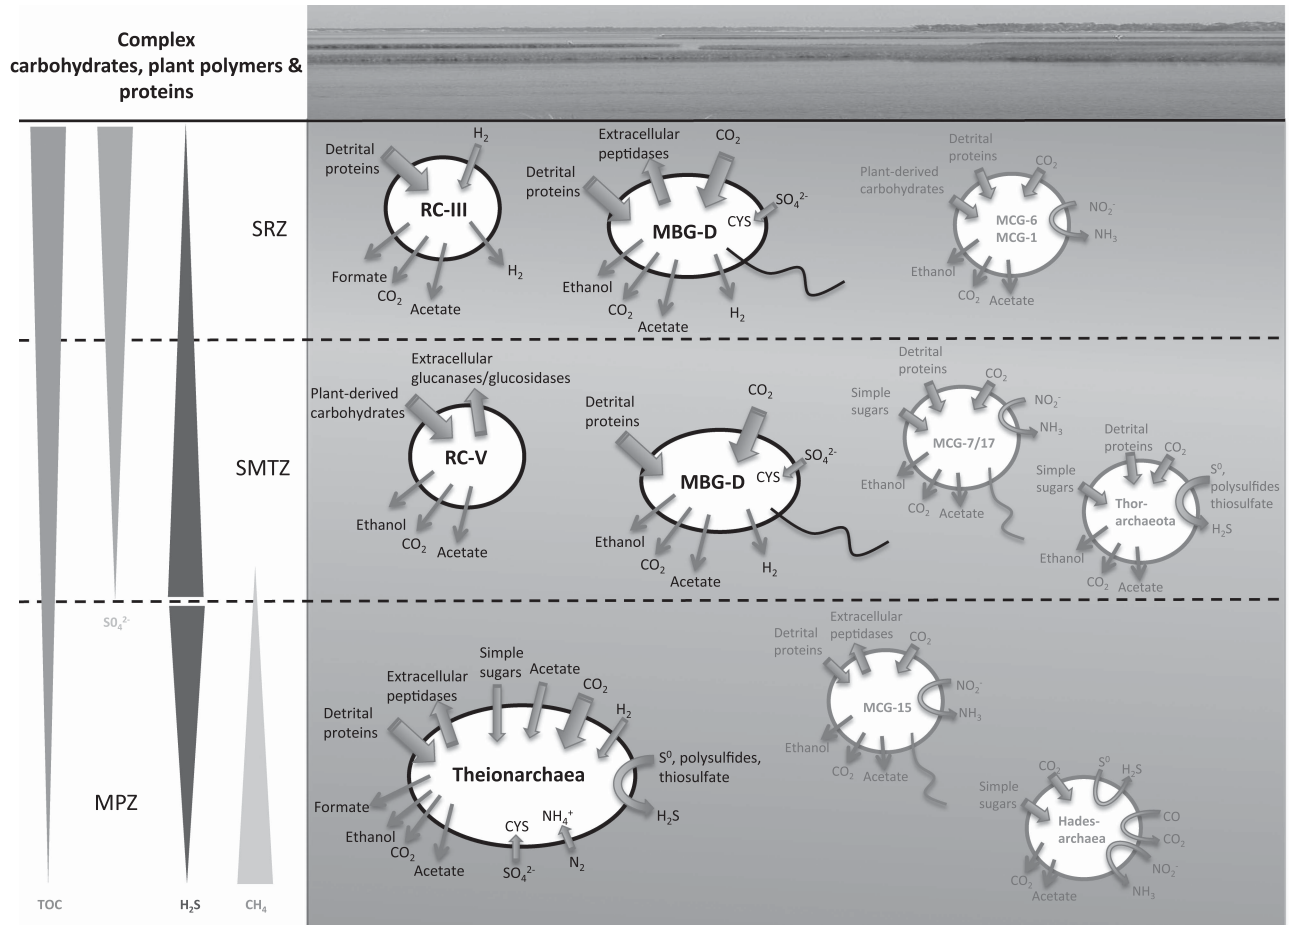 Complex
carbohydrates, plant polymers &
proteins
SRZ
Detrital
proteins
H₂
RC-III
Formate
CO₂
Acetate
H₂
Extracellular
peptidases
CO₂
Detrital
proteins
SO₄²⁻
CYS
MBG-D
Ethanol
CO₂
Acetate
H₂
Detrital
proteins
CO₂
Plant-derived
carbohydrates
NO₂⁻
MCG-6
MCG-1
NH₃
Ethanol
CO₂
Acetate
SMTZ
Extracellular
glucanases/glucosidases
Plant-derived
carbohydrates
RC-V
Ethanol
CO₂
Acetate
CO₂
Detrital
proteins
SO₄²⁻
CYS
MBG-D
Ethanol
CO₂
Acetate
H₂
Detrital
proteins
CO₂
Simple
sugars
NO₂⁻
NH₃
MCG-7/17
Ethanol
CO₂
Acetate
Detrital
proteins
CO₂
Simple
sugars
S⁰,
polysulfides
thiosulfate
Thor-
archaeota
H₂S
Ethanol
CO₂
Acetate
S0₄²⁻
MPZ
Simple
sugars
Acetate
Extracellular
peptidases
CO₂
H₂
Detrital
proteins
S⁰, polysulfides,
thiosulfate
Theionarchaea
Formate
H₂S
Ethanol
CYS
NH₄⁺
CO₂
Acetate
SO₄²⁻
N₂
Extracellular
peptidases
Detrital
proteins
CO₂
NO₂⁻
MCG-15
NH₃
Ethanol
CO₂
Acetate
CO₂
S⁰
H₂S
Simple
sugars
CO
Hades-
archaea
CO₂
NO₂⁻
CO₂
Acetate
NH₃
TOC
H₂S
CH₄